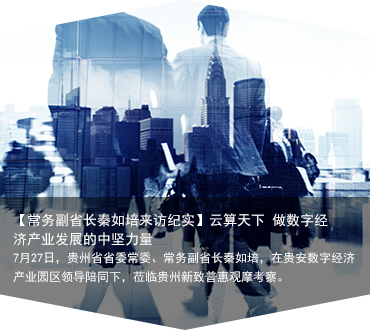 【常务副省长秦如培来访纪实】云算天下 做数字经
济产业发展的中坚力量
7月27日，贵州省省委常委、常务副省长秦如培，在贵安数字经济
产业园区领导陪同下，莅临贵州新致普惠观摩考察。